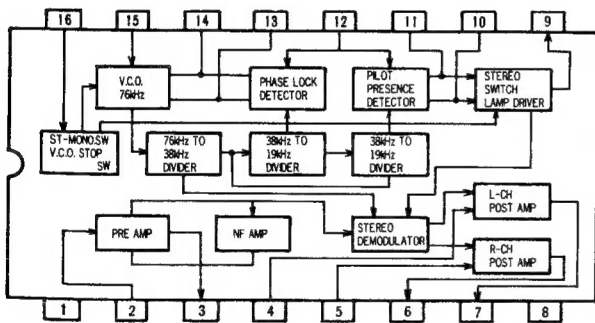 16 15 14 13 12 11 10 9
V.C.O.
76kHz
PHASE LOCK
DETECTOR
PILOT
PRESENCE
DETECTOR
STEREO
SWITCH
LAMP DRIVER
ST-MONO.SW
V.C.O. STOP
SW
76kHz TO
38kHz
DIVIDER
38kHz TO
19kHz
DIVIDER
38kHz TO
19kHz
DIVIDER
PRE AMP
NF AMP
STEREO
DEMODULATOR
L-CH
POST AMP
R-CH
POST AMP
1 2 3 4 5 6 7 8